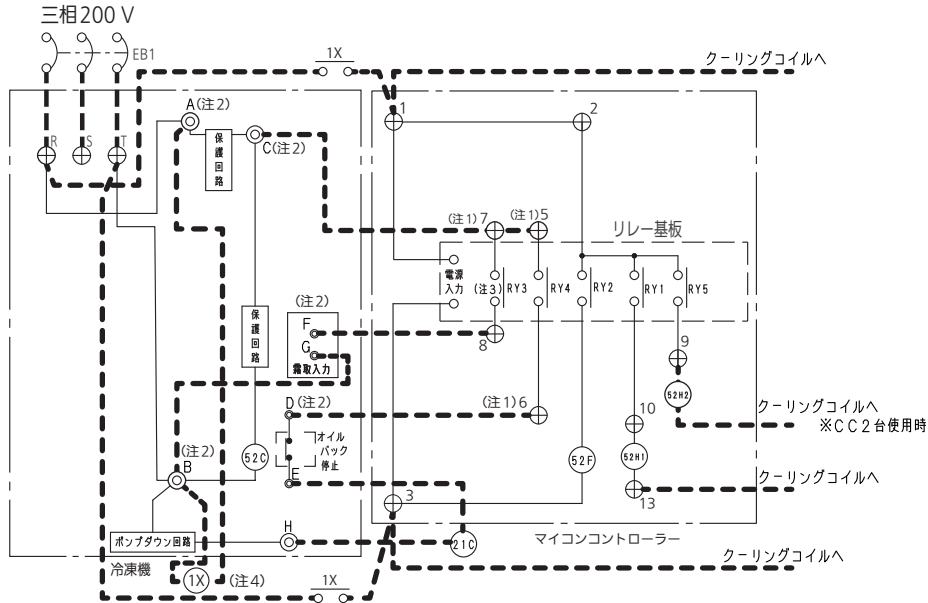 三相200 V
EB1
1X
クーリングコイルへ
R
S
T
A(注2)
保護回路
C(注2)
1
2
(注1)7
(注1)5
リレー基板
電源入力
(注3)
RY3
RY4
RY2
RY1
RY5
(注2)
保護回路
F
G
霜取入力
8
9
52H2
D(注2)
(注1)6
10
クーリングコイルへ
※CC2台使用時
オイルバック停止
(注2)
B
52C
E
52F
52H1
クーリングコイルへ
3
13
H
ポンプダウン回路
21C
マイコンコントローラー
クーリングコイルへ
冷凍機
1X
(注4)
1X